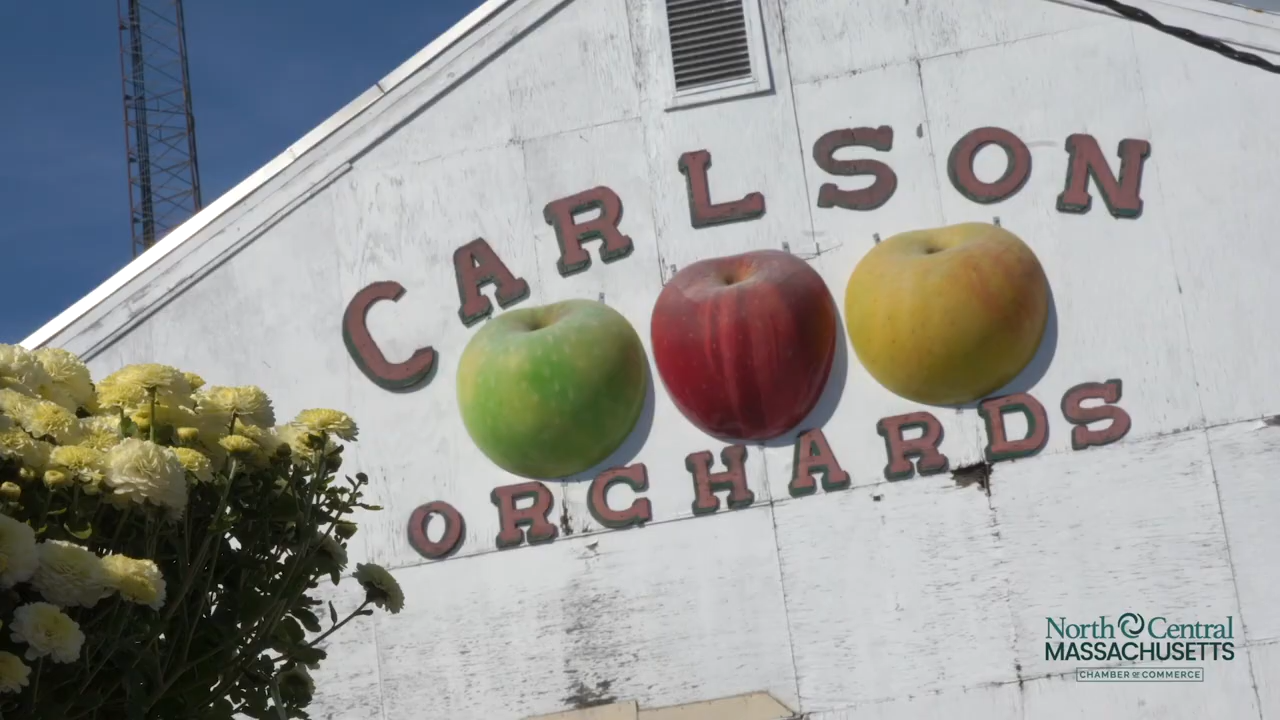 CARLSON
ORCHARDS
North Central
MASSACHUSETTS
CHAMBER OF COMMERCE